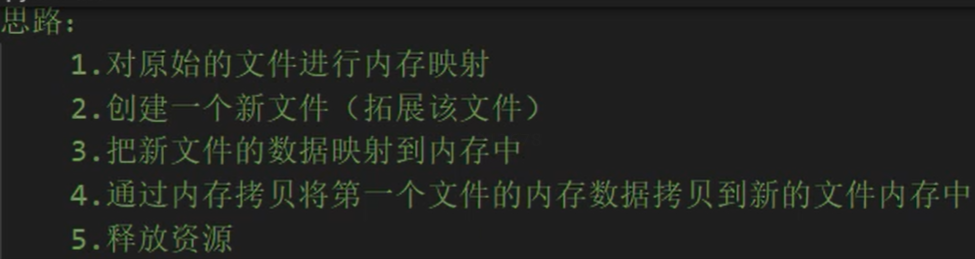 思路:
1.对原始的文件进行内存映射
2.创建一个新文件（拓展该文件）
3.把新文件的数据映射到内存中
4.通过内存拷贝将第一个文件的内存数据拷贝到新的文件内存中
5.释放资源